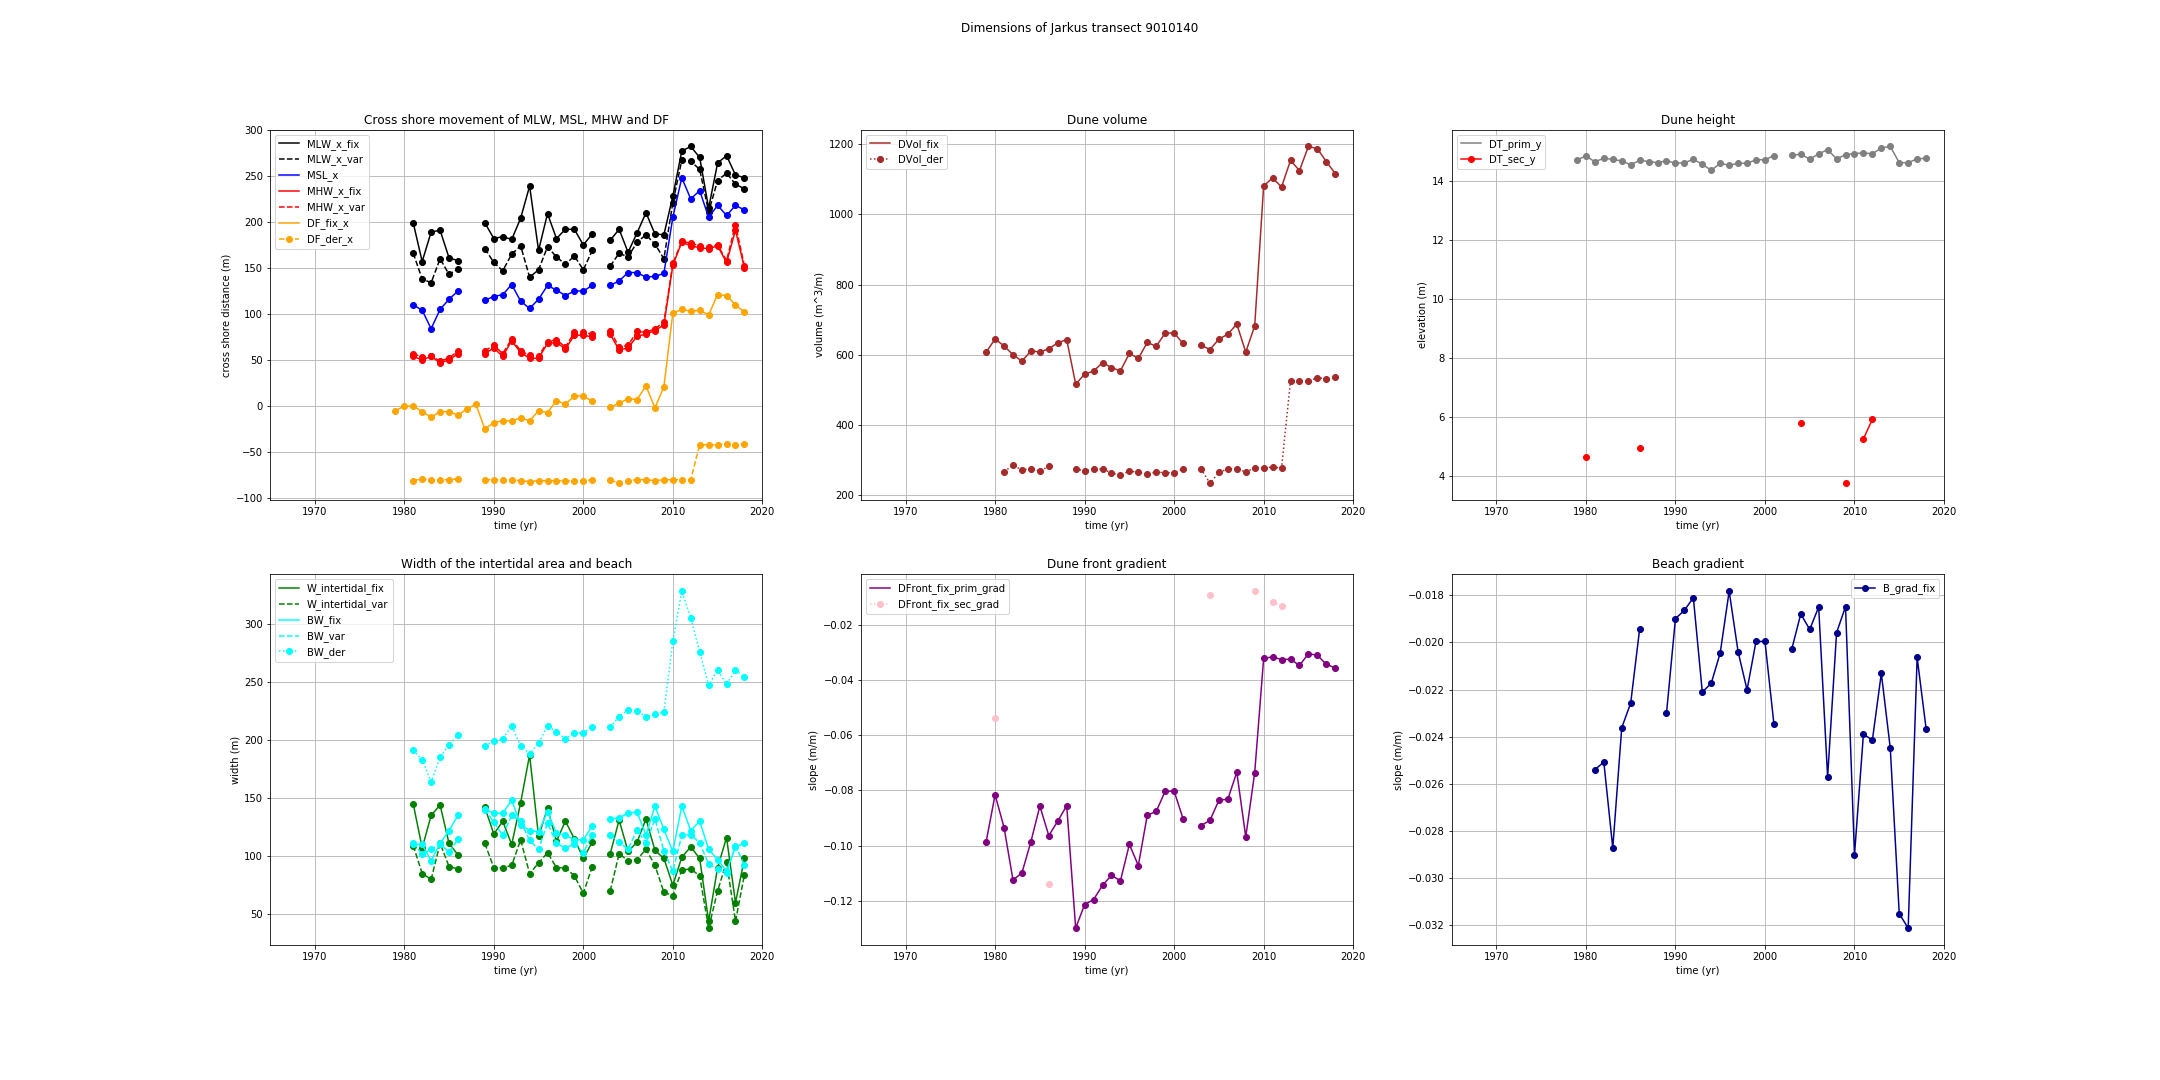 Dimensions of Jarkus transect 9010140
Cross shore movement of MLW, MSL, MHW and DF
300
250
200
150
100
50
0
−50
−100
cross shore distance (m)
MLW_x_fix
MLW_x_var
MSL_x
MHW_x_fix
MHW_x_var
DF_fix_x
DF_der_x
1970 1980 1990 2000 2010 2020
time (yr)
Dune volume
1200
1000
800
600
400
200
volume (m^3/m)
DVol_fix
DVol_der
1970 1980 1990 2000 2010 2020
time (yr)
Dune height
14
12
10
8
6
4
elevation (m)
DT_prim_y
DT_sec_y
1970 1980 1990 2000 2010 2020
time (yr)
Width of the intertidal area and beach
300
250
200
150
100
50
width (m)
W_intertidal_fix
W_intertidal_var
BW_fix
BW_var
BW_der
1970 1980 1990 2000 2010 2020
time (yr)
Dune front gradient
−0.02
−0.04
−0.06
−0.08
−0.10
−0.12
slope (m/m)
DFront_fix_prim_grad
DFront_fix_sec_grad
1970 1980 1990 2000 2010 2020
time (yr)
Beach gradient
−0.018
−0.020
−0.022
−0.024
−0.026
−0.028
−0.030
−0.032
slope (m/m)
B_grad_fix
1970 1980 1990 2000 2010 2020
time (yr)